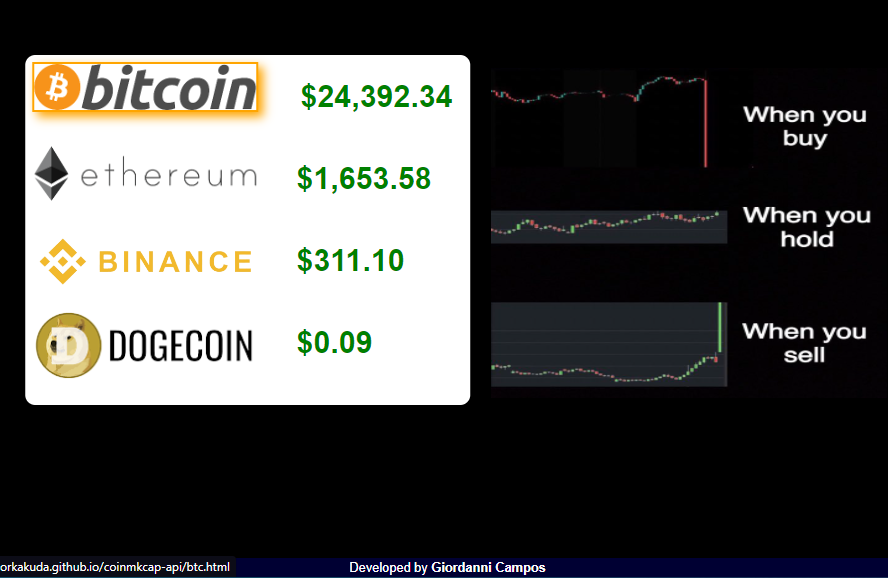 bitcoin
$24,392.34
ethereum
$1,653.58
BINANCE
$311.10
DOGECOIN
$0.09
When you
buy
When you
hold
When you
sell
orkakuda.github.io/coinmkcap-api/btc.html
Developed by Giordanni Campos